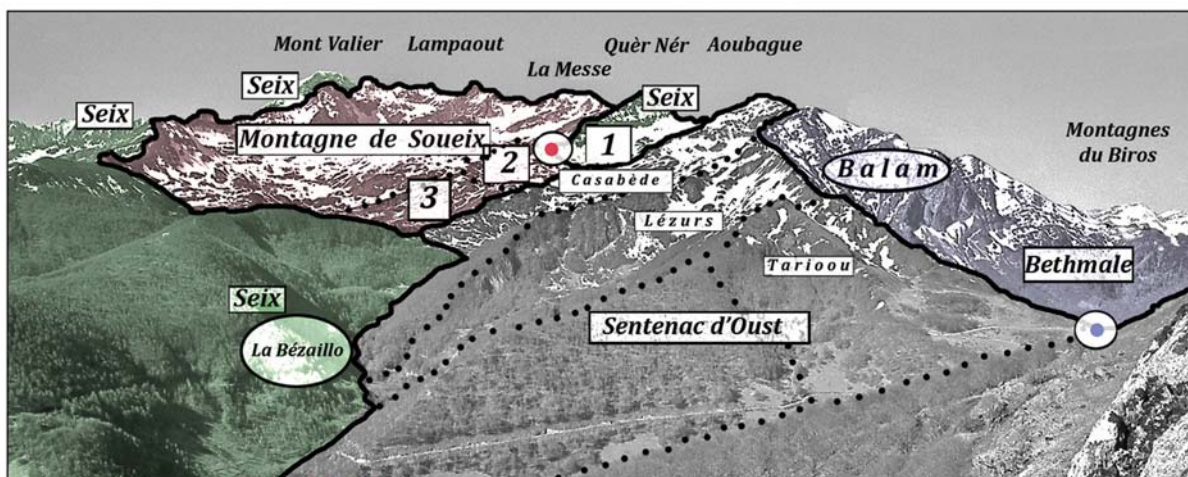 Mont Valier
Lampaout
Quèr Nér
Aoubague
La Messe
Seix
Seix
Seix
Montagne de Soueix
1
2
3
Casabède
Lézurs
Tarioou
Balam
Montagnes
du Biros
Bethmale
Seix
La Bézaillo
Sentenac d'Oust